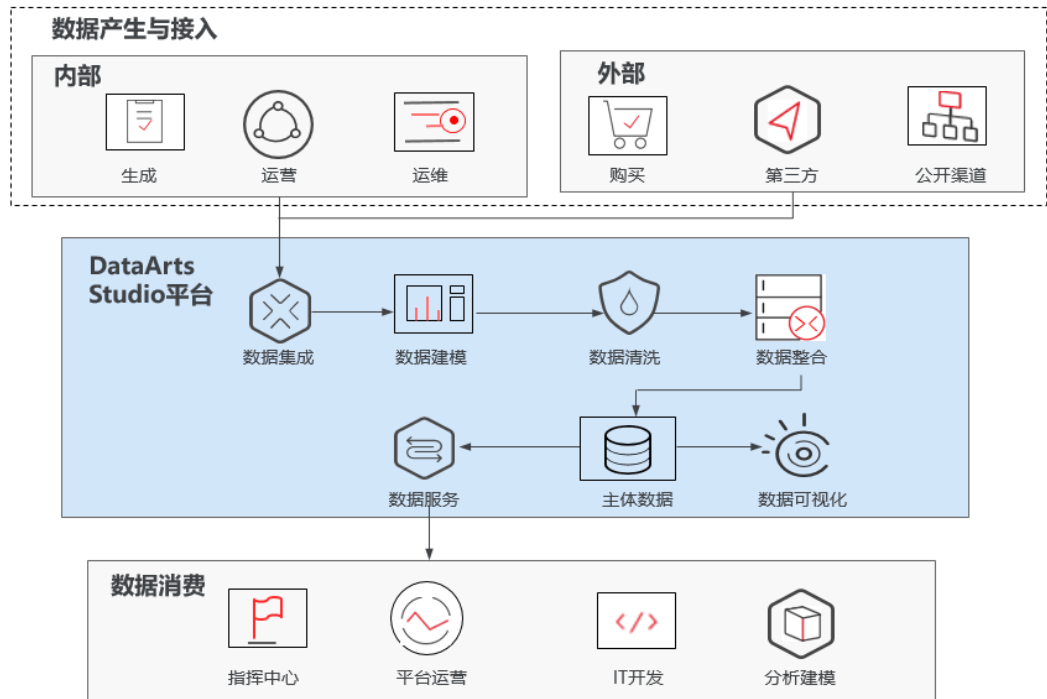 数据产生与接入
内部
外部
生成
运营
运维
购买
第三方
公开渠道
DataArts
Studio平台
数据集成
数据建模
数据清洗
数据整合
数据服务
主体数据
数据可视化
数据消费
指挥中心
平台运营
IT开发
分析建模